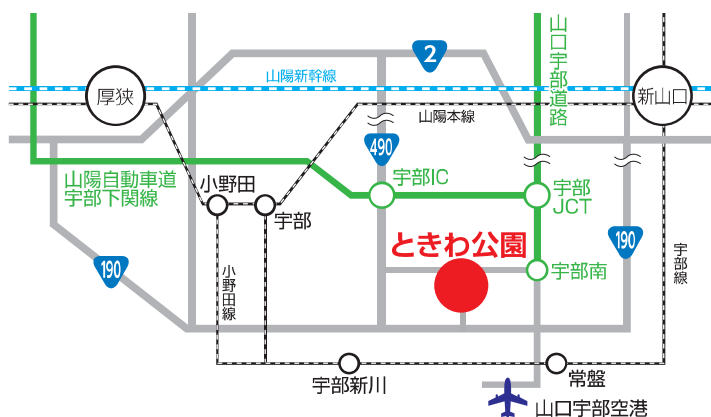 2
山陽新幹線
山口宇部道路
厚狭
新山口
山陽本線
490
山陽自動車道
宇部下関線
小野田
宇部
宇部IC
宇部
JCT
ときわ公園
190
宇部線
190
小野田線
宇部南
宇部新川
常盤
山口宇部空港